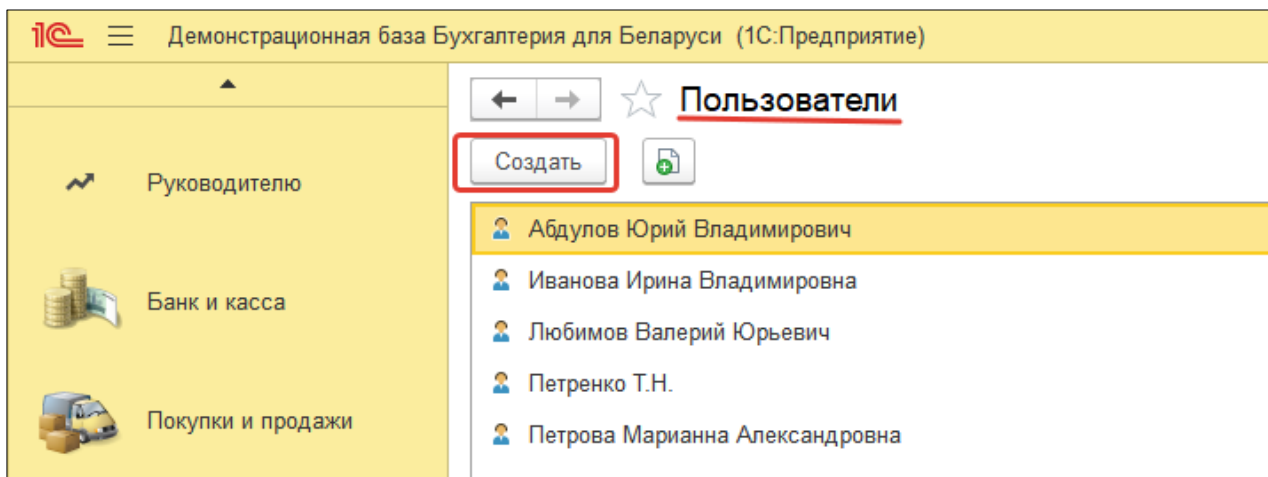 1С Демонстрационная база Бухгалтерия для Беларуси (1С:Предприятие)
Пользователи
Создать
Руководителю
Банк и касса
Покупки и продажи
Абдулов Юрий Владимирович
Иванова Ирина Владимировна
Любимов Валерий Юрьевич
Петренко Т.Н.
Петрова Марианна Александровна